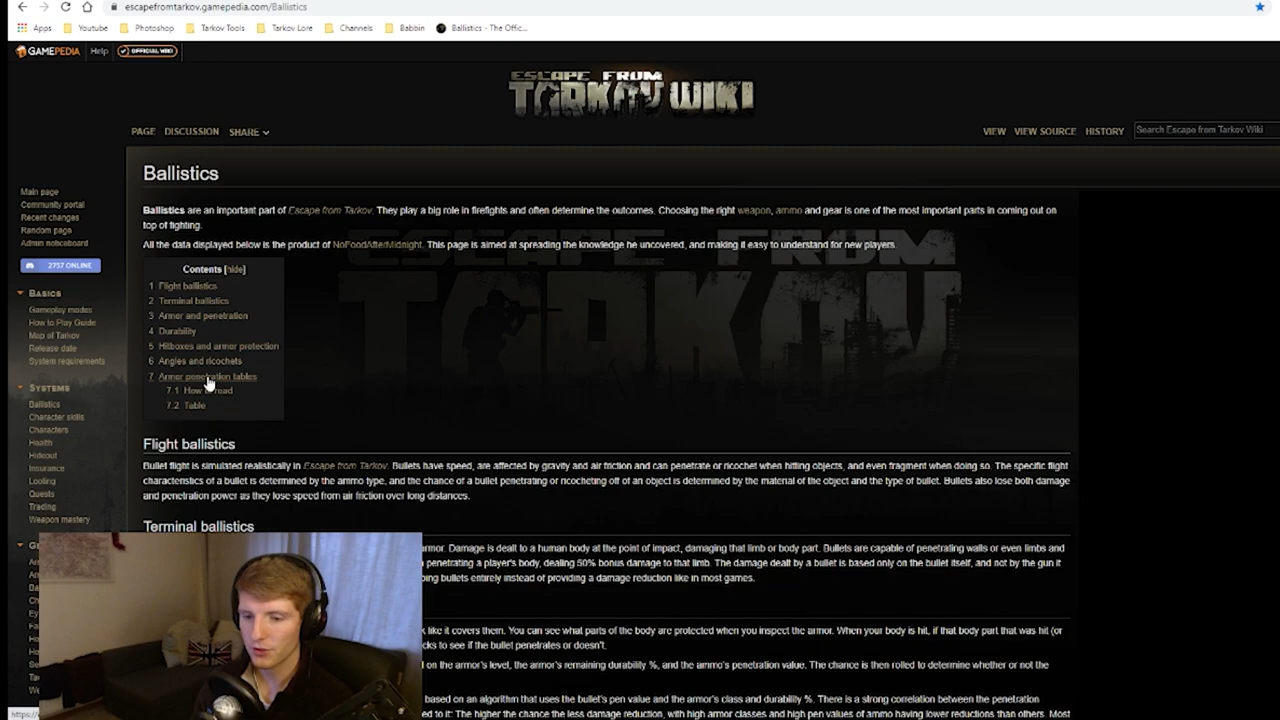 escapefromtarkov.gamepedia.com/Ballistics
Apps Youtube Photoshop Tarkov Tools Tarkov Lore Channels Babbin Ballistics - The Offic...
GAMEPEDIA Help OFFICIAL WIKI
ESCAPE FROM
TARKOV WIKI
PAGE DISCUSSION SHARE VIEW VIEW SOURCE HISTORY Search Escape from Tarkov Wiki
Ballistics
Main page
Community portal
Recent changes
Random page
Admin noticeboard
2757 ONLINE
BASICS
Gameplay modes
How to Play Guide
Map of Tarkov
Release date
System requirements
SYSTEMS
Ballistics
Character skills
Characters
Health
Hideout
Insurance
Looting
Quests
Trading
Weapon mastery
Ballistics are an important part of Escape from Tarkov. They play a big role in firefights and often determine the outcomes. Choosing the right weapon, ammo and gear is one of the most important parts in coming out on
top of fighting.
All the data displayed below is the product of NoFoodAfterMidnight. This page is aimed at spreading the knowledge he uncovered, and making it easy to understand for new players.
ESCAPE FROM
TARKOV
Contents [hide]
1 Flight ballistics
2 Terminal ballistics
3 Armor and penetration
4 Durability
5 Hitboxes and armor protection
6 Angles and ricochets
7 Armor penetration tables
7.1 How to read
7.2 Table
Flight ballistics
Bullet flight is simulated realistically in Escape from Tarkov. Bullets have speed, are affected by gravity and air friction and can penetrate or ricochet when hitting objects, and even fragment when doing so. The specific flight
characteristics of a bullet is determined by the ammo type, and the chance of a bullet penetrating or ricocheting off of an object is determined by the material of the object and the type of bullet. Bullets also lose both damage
and penetration power as they lose speed from air friction over long distances.
Terminal ballistics
armor. Damage is dealt to a human body at the point of impact, damaging that limb or body part. Bullets are capable of penetrating walls or even limbs and
penetrating a player's body, dealing 50% bonus damage to that limb. The damage dealt by a bullet is based only on the bullet itself, and not by the gun it
bullets entirely instead of providing a damage reduction like in most games.
like it covers them. You can see what parts of the body are protected when you inspect the armor. When your body is hit, if that body part that was hit (or
to see if the bullet penetrates or doesn't.
on the armor's level, the armor's remaining durability %, and the ammo's penetration value. The chance is then rolled to determine whether or not the
based on an algorithm that uses the bullet's pen value and the armor's class and durability %. There is a strong correlation between the penetration
to it: The higher the chance the less damage reduction, with high armor classes and high pen values of ammo having lower reductions than others. Most